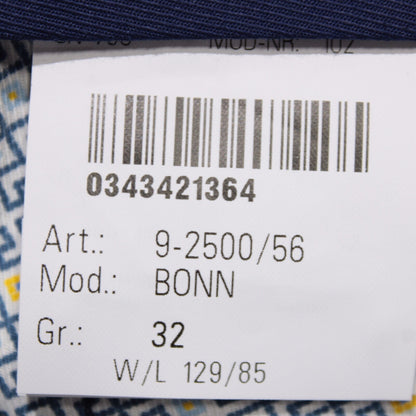 MOD-NR. 102
0343421364
Art.: 9-2500/56
Mod.: BONN
Gr.: 32
W/L 129/85